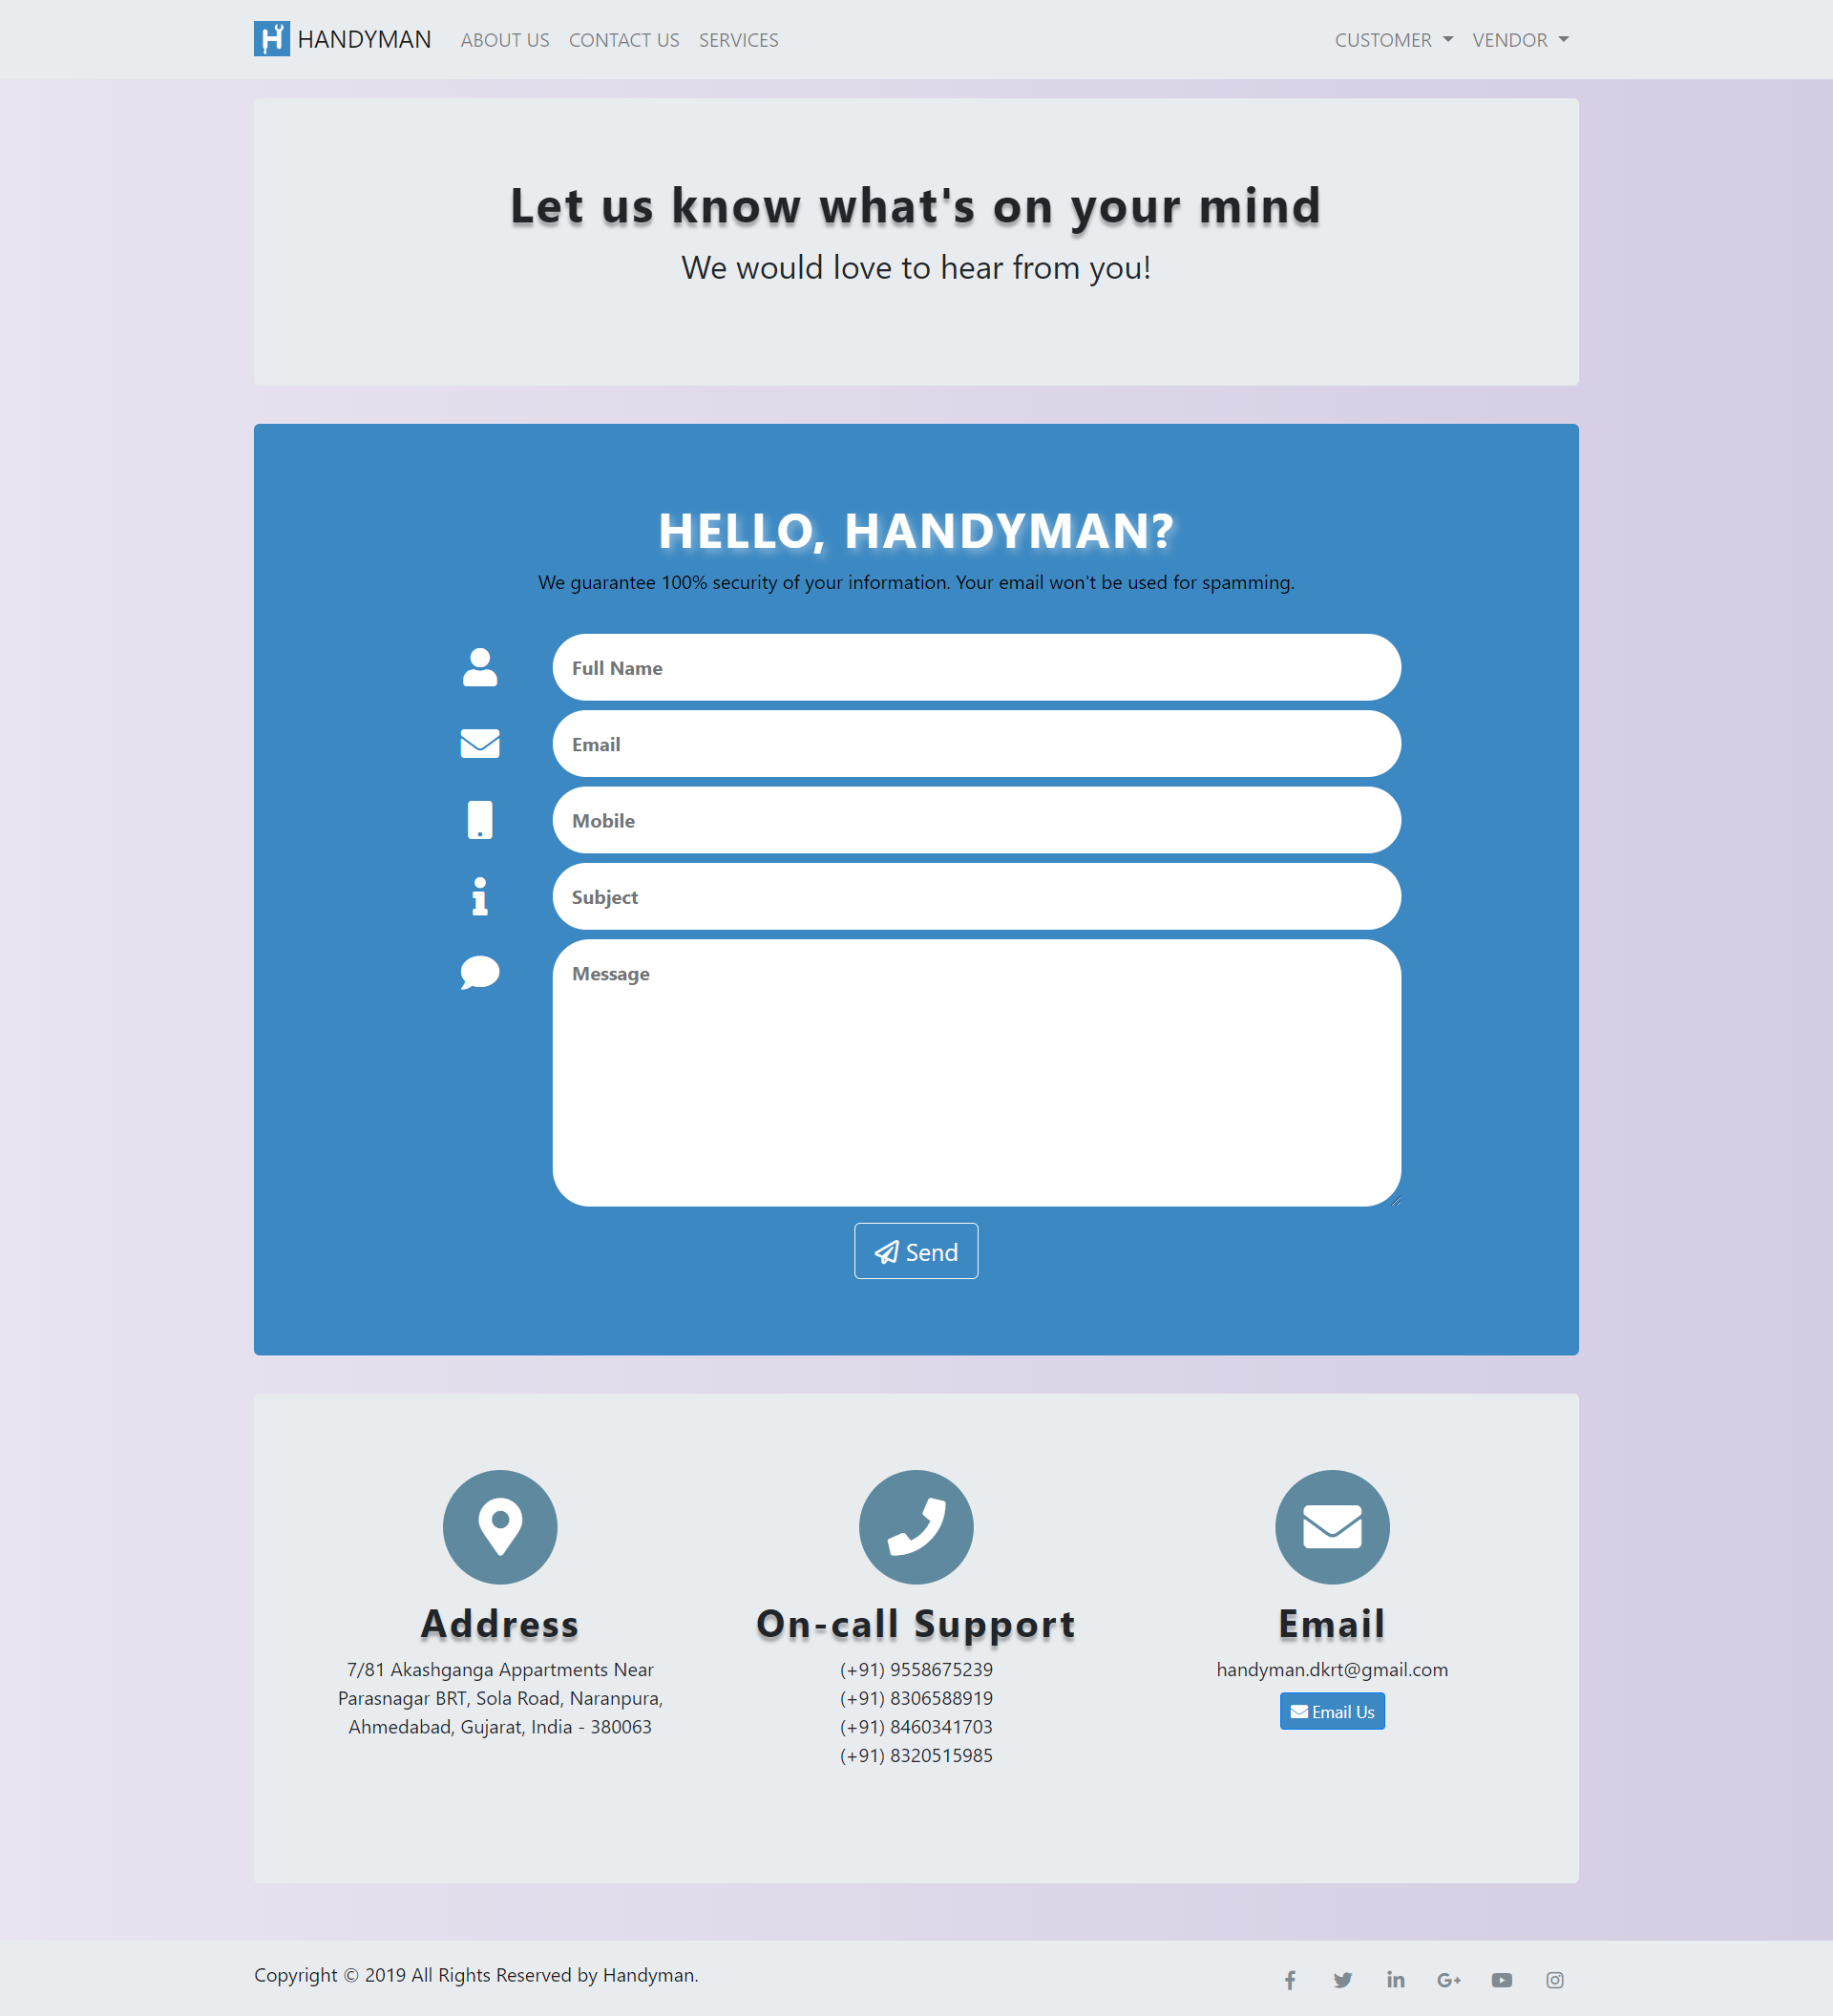 HANDYMAN ABOUT US CONTACT US SERVICES CUSTOMER VENDOR
Let us know what's on your mind
We would love to hear from you!
HELLO, HANDYMAN?
We guarantee 100% security of your information. Your email won't be used for spamming.
Full Name
Email
Mobile
Subject
Message
Send
Address
7/81 Akashganga Appartments Near
Parasnagar BRT, Sola Road, Naranpura,
Ahmedabad, Gujarat, India - 380063
On-call Support
(+91) 9558675239
(+91) 8306588919
(+91) 8460341703
(+91) 8320515985
Email
handyman.dkrt@gmail.com
Email Us
Copyright © 2019 All Rights Reserved by Handyman.